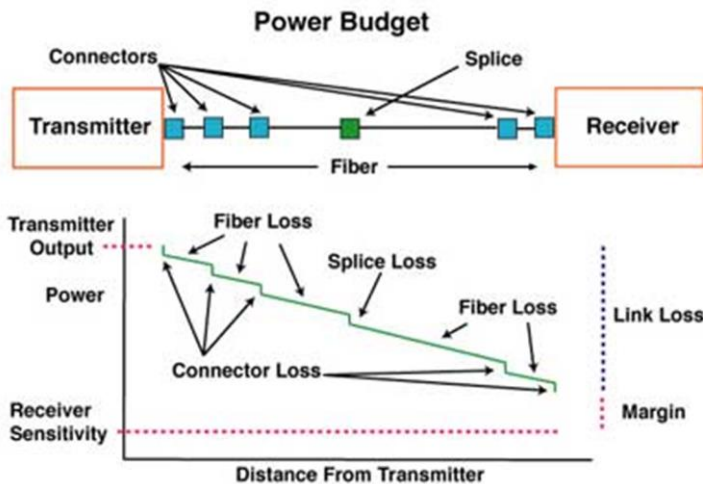 Power Budget
Connectors
Splice
Transmitter
Receiver
Fiber
Transmitter
Output
Fiber Loss
Splice Loss
Power
Fiber Loss
Link Loss
Connector Loss
Receiver
Sensitivity
Margin
Distance From Transmitter